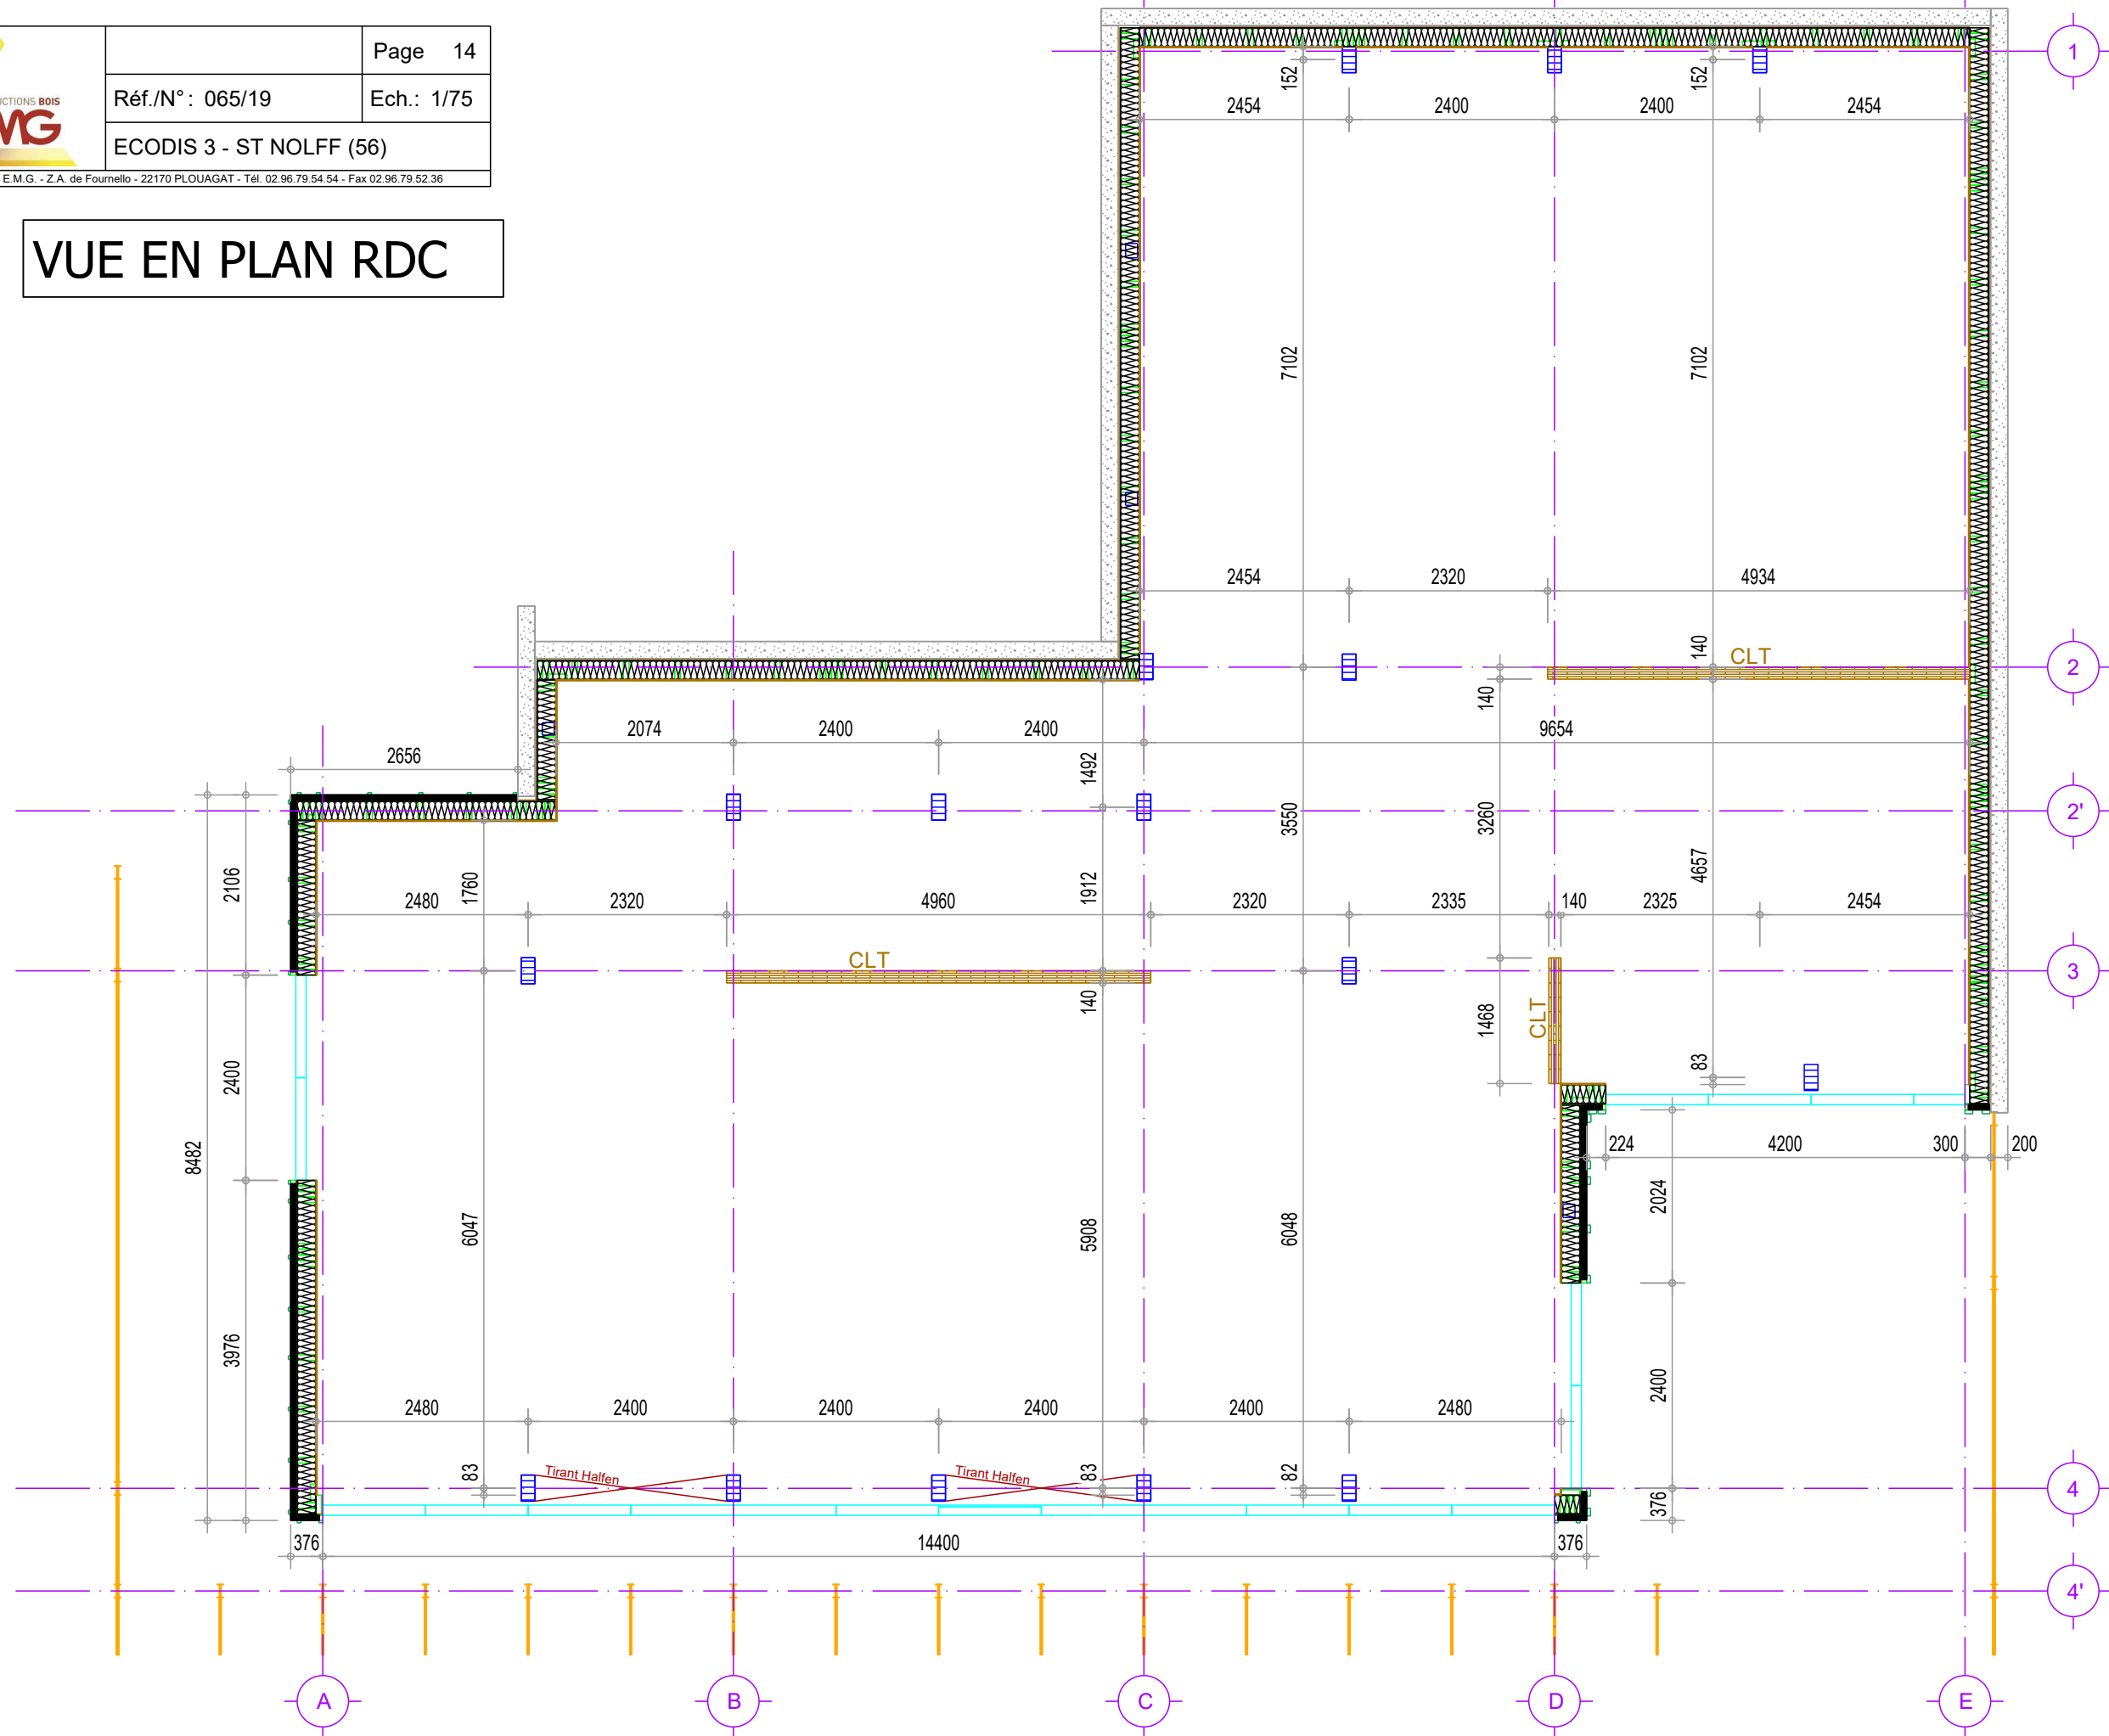 Page 14
UCTIONS BOIS
MG
Réf./N° : 065/19
Ech.: 1/75
ECODIS 3 - ST NOLFF (56)
E.M.G. - Z.A. de Fournello - 22170 PLOUAGAT - Tél. 02.96.79.54.54 - Fax 02.96.79.52.36
VUE EN PLAN RDC
1
152
152
2454 2400 2400 2454
7102
7102
2454 2320 4934
140
CLT
2
140
2074 2400 2400 9654
2656
1492
2'
3550
3260
2106
1760
1912
4657
2480 2320 4960 2320 2335 140 2325 2454
CLT
3
140
CLT
1468
83
2400
8482
224 4200 300 200
2024
6047
5908
6048
3976
2400
2480 2400 2400 2400 2400 2480
83
Tirant Halfen
Tirant Halfen
83
82
4
376
376 14400 376
4'
A B C D E